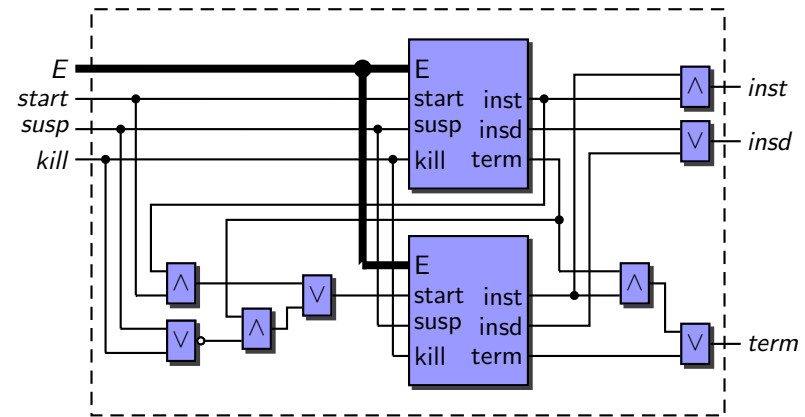 E
start
susp
kill
E
start
susp
kill
inst
insd
term
∧
∨
inst
insd
∧
∨
∧
∨
E
start
susp
kill
inst
insd
term
∧
∨
term